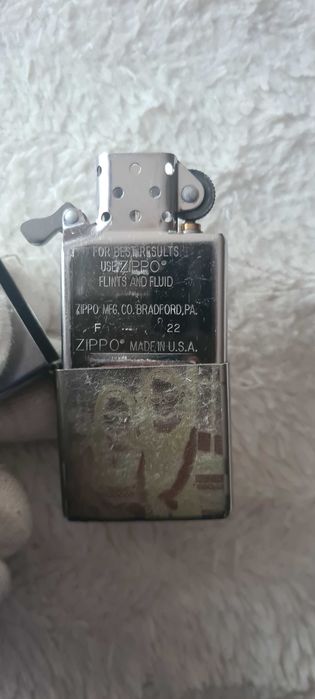 FOR BEST RESULTS
USE ZIPPO®
FLINTS AND FLUID
ZIPPO MFG. CO. BRADFORD, PA.
F 22
ZIPPO® MADE IN U.S.A.